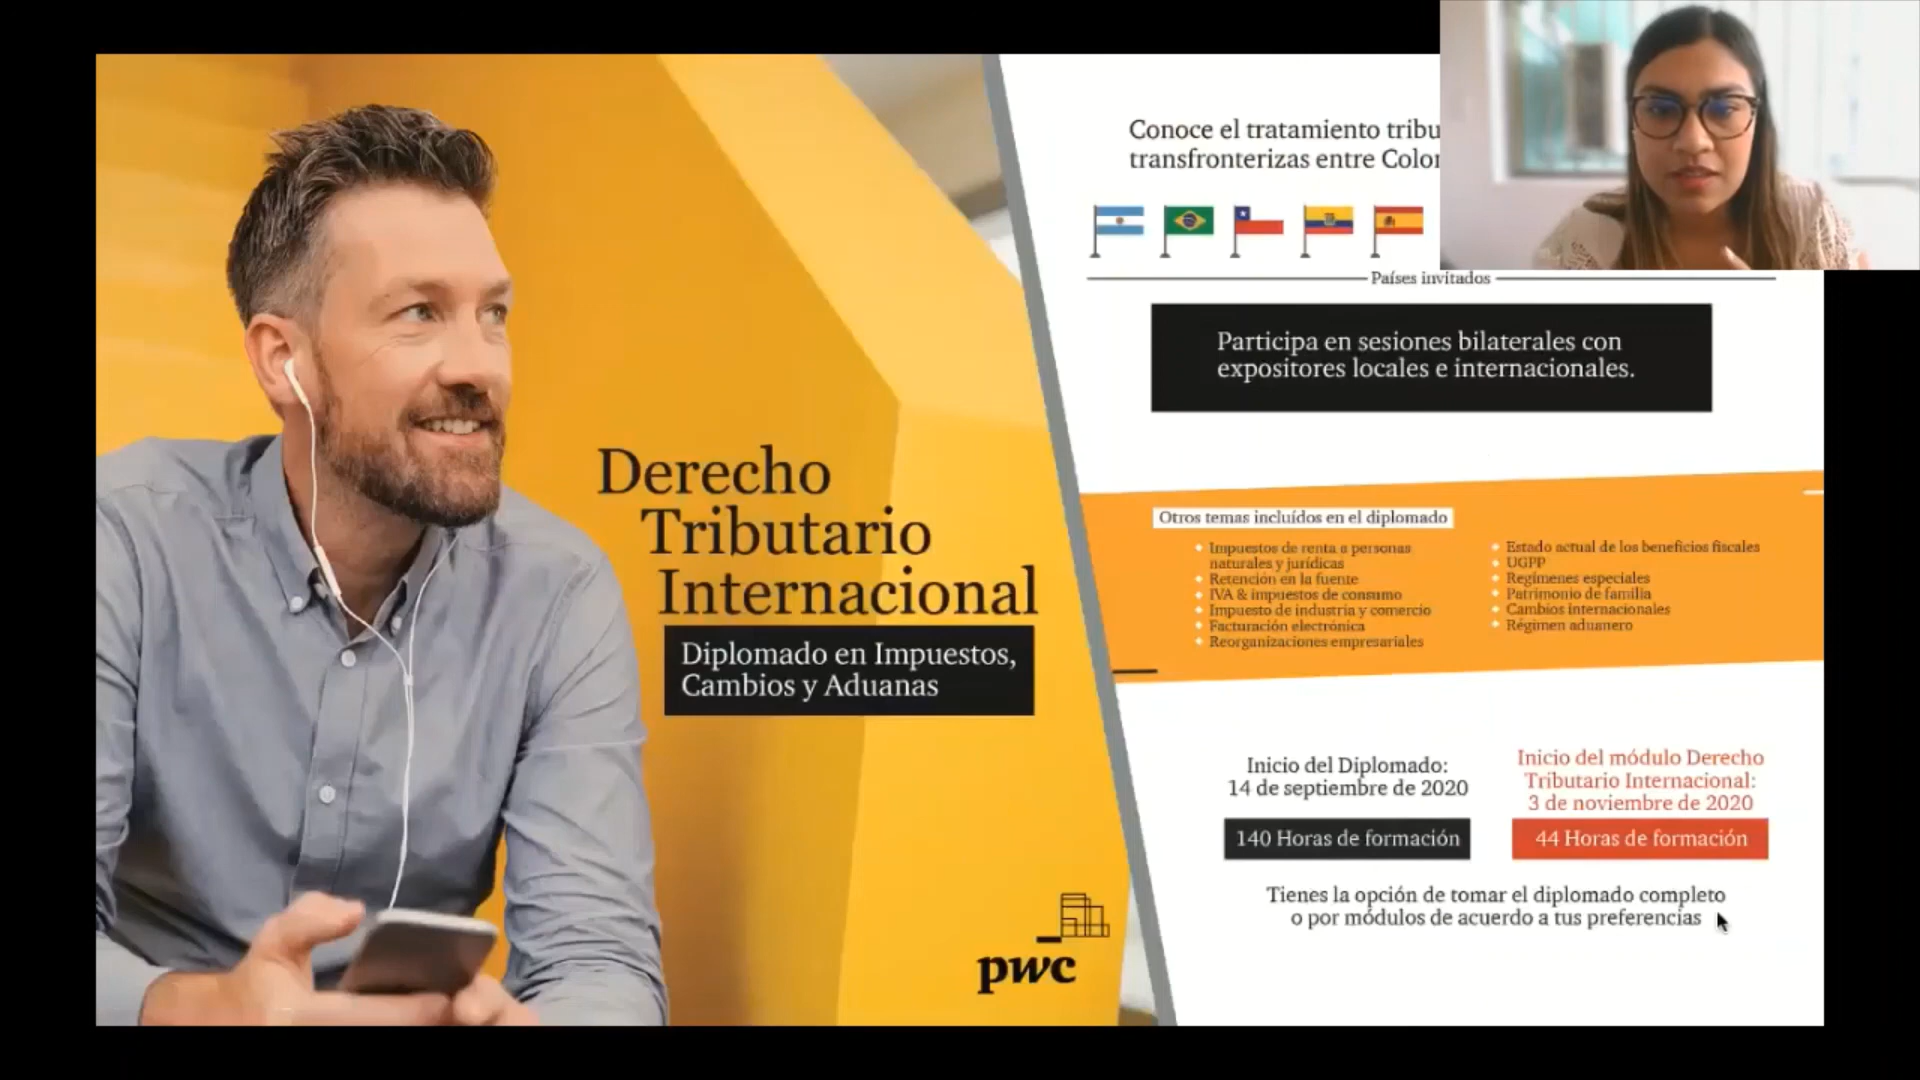 Derecho
Tributario
Internacional
Diplomado en Impuestos,
Cambios y Aduanas
pwc
Conoce el tratamiento
transfronterizas entre
Países invitados
Participa en sesiones bilaterales con
expositores locales e internacionales.
Otros temas incluídos en el diplomado
Impuestos de renta a personas
naturales y jurídicas
Retención en la fuente
IVA & impuestos de consumo
Impuesto de industria y comercio
Facturación electrónica
Reorganizaciones empresariales
Estado actual de los beneficios fiscales
UGPP
Regímenes especiales
Patrimonio de familia
Cambios internacionales
Régimen aduanero
Inicio del Diplomado:
14 de septiembre de 2020
140 Horas de formación
Inicio del módulo Derecho
Tributario Internacional:
3 de noviembre de 2020
44 Horas de formación
Tienes la opción de tomar el diplomado completo
o por módulos de acuerdo a tus preferencias